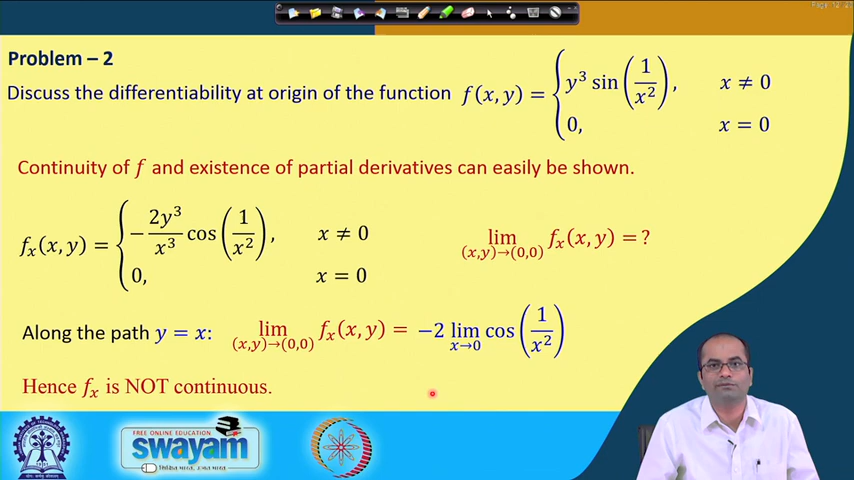 Problem – 2
Discuss the differentiability at origin of the function f(x, y) = { y³ sin(1/x²), x ≠ 0
0, x = 0
Continuity of f and existence of partial derivatives can easily be shown.
fₓ(x, y) = { −(2y³/x³) cos(1/x²), x ≠ 0
0, x = 0
lim (x,y)→(0,0) fₓ(x, y) = ?
Along the path y = x: lim (x,y)→(0,0) fₓ(x, y) = −2 lim x→0 cos(1/x²)
Hence fₓ is NOT continuous.
FREE ONLINE EDUCATION
swayam